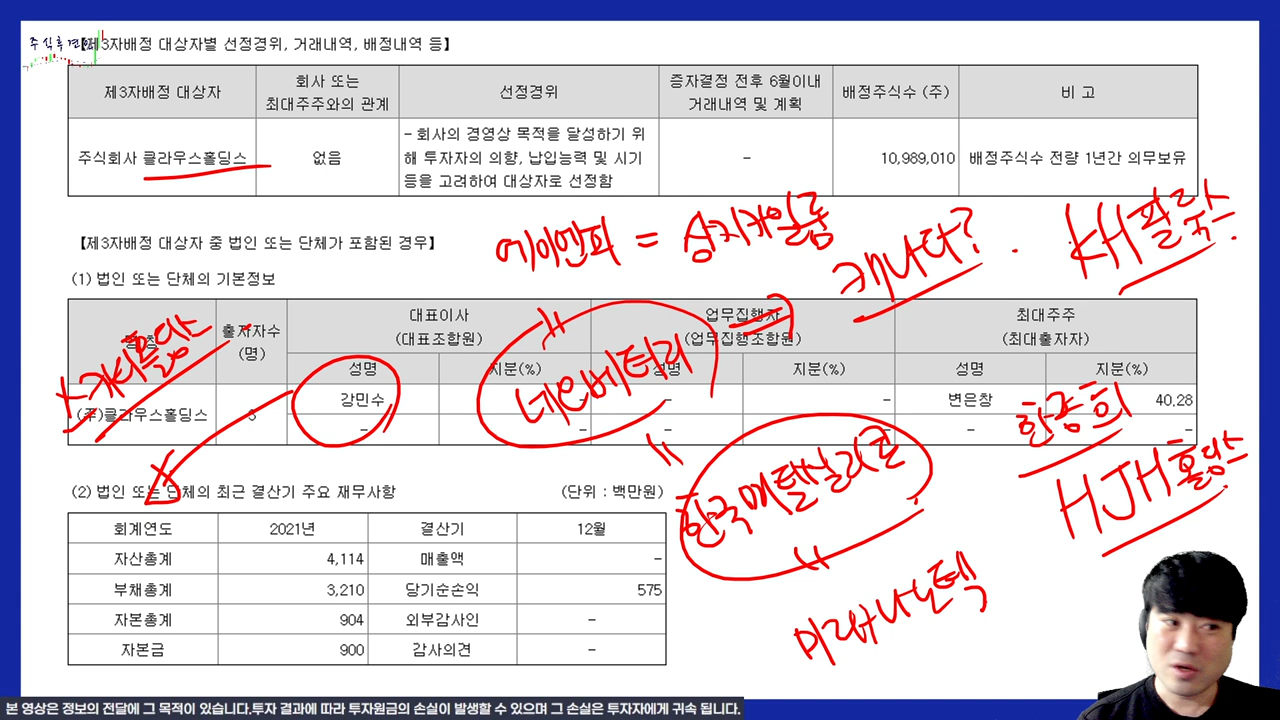 주식후견인
【제3자배정 대상자별 선정경위, 거래내역, 배정내역 등】
제3자배정 대상자
회사 또는
최대주주와의 관계
선정경위
증자결정 전후 6월이내
거래내역 및 계획
배정주식수 (주)
비 고
주식회사 클라우스홀딩스
없음
- 회사의 경영상 목적을 달성하기 위
해 투자자의 의향, 납입능력 및 시기
등을 고려하여 대상자로 선정함
-
10,989,010
배정주식수 전량 1년간 의무보유
에이엔피 = 삼지카일룸
캐나다?
KH필룩스
【제3자배정 대상자 중 법인 또는 단체가 포함된 경우】
(1) 법인 또는 단체의 기본정보
명 칭
출자자수
(명)
대표이사
(대표조합원)
업무집행자
(업무집행조합원)
최대주주
(최대출자자)
성명
지분(%)
성명
지분(%)
성명
지분(%)
(주)클라우스홀딩스
3
강민수
-
-
-
변은창
40.28
-
-
-
-
-
-
네오배터리
한국메탈실리콘
한종희
HJH홀딩스
미래나노텍
(2) 법인 또는 단체의 최근 결산기 주요 재무사항
(단위 : 백만원)
회계연도 2021년 결산기 12월
자산총계 4,114 매출액 -
부채총계 3,210 당기순손익 575
자본총계 904 외부감사인 -
자본금 900 감사의견 -
본 영상은 정보의 전달에 그 목적이 있습니다.투자 결과에 따라 투자원금의 손실이 발생할 수 있으며 그 손실은 투자자에게 귀속 됩니다.